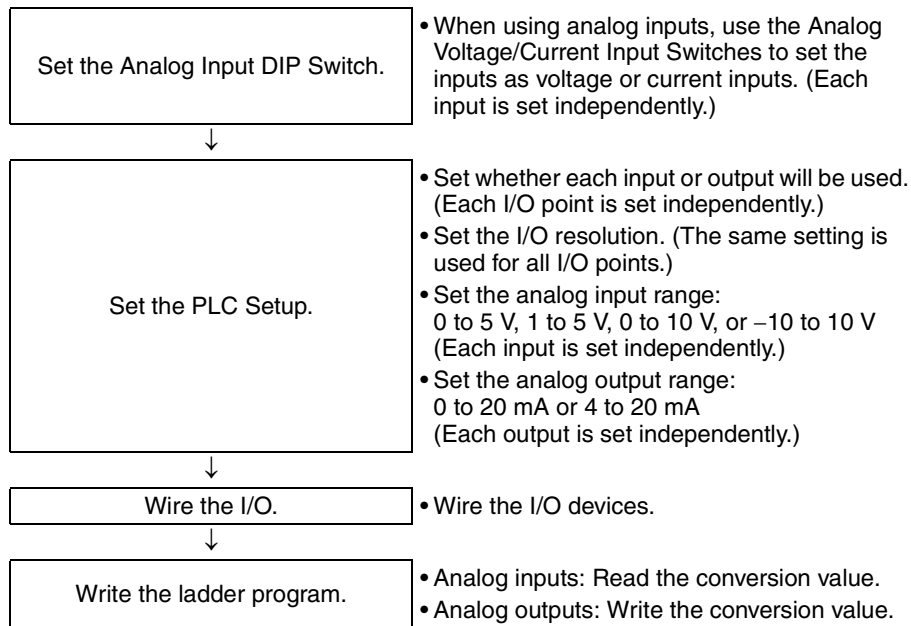 Set the Analog Input DIP Switch.
• When using analog inputs, use the Analog
Voltage/Current Input Switches to set the
inputs as voltage or current inputs. (Each
input is set independently.)
↓
Set the PLC Setup.
• Set whether each input or output will be used.
(Each I/O point is set independently.)
• Set the I/O resolution. (The same setting is
used for all I/O points.)
• Set the analog input range:
0 to 5 V, 1 to 5 V, 0 to 10 V, or −10 to 10 V
(Each input is set independently.)
• Set the analog output range:
0 to 20 mA or 4 to 20 mA
(Each output is set independently.)
↓
Wire the I/O.
• Wire the I/O devices.
↓
Write the ladder program.
• Analog inputs: Read the conversion value.
• Analog outputs: Write the conversion value.